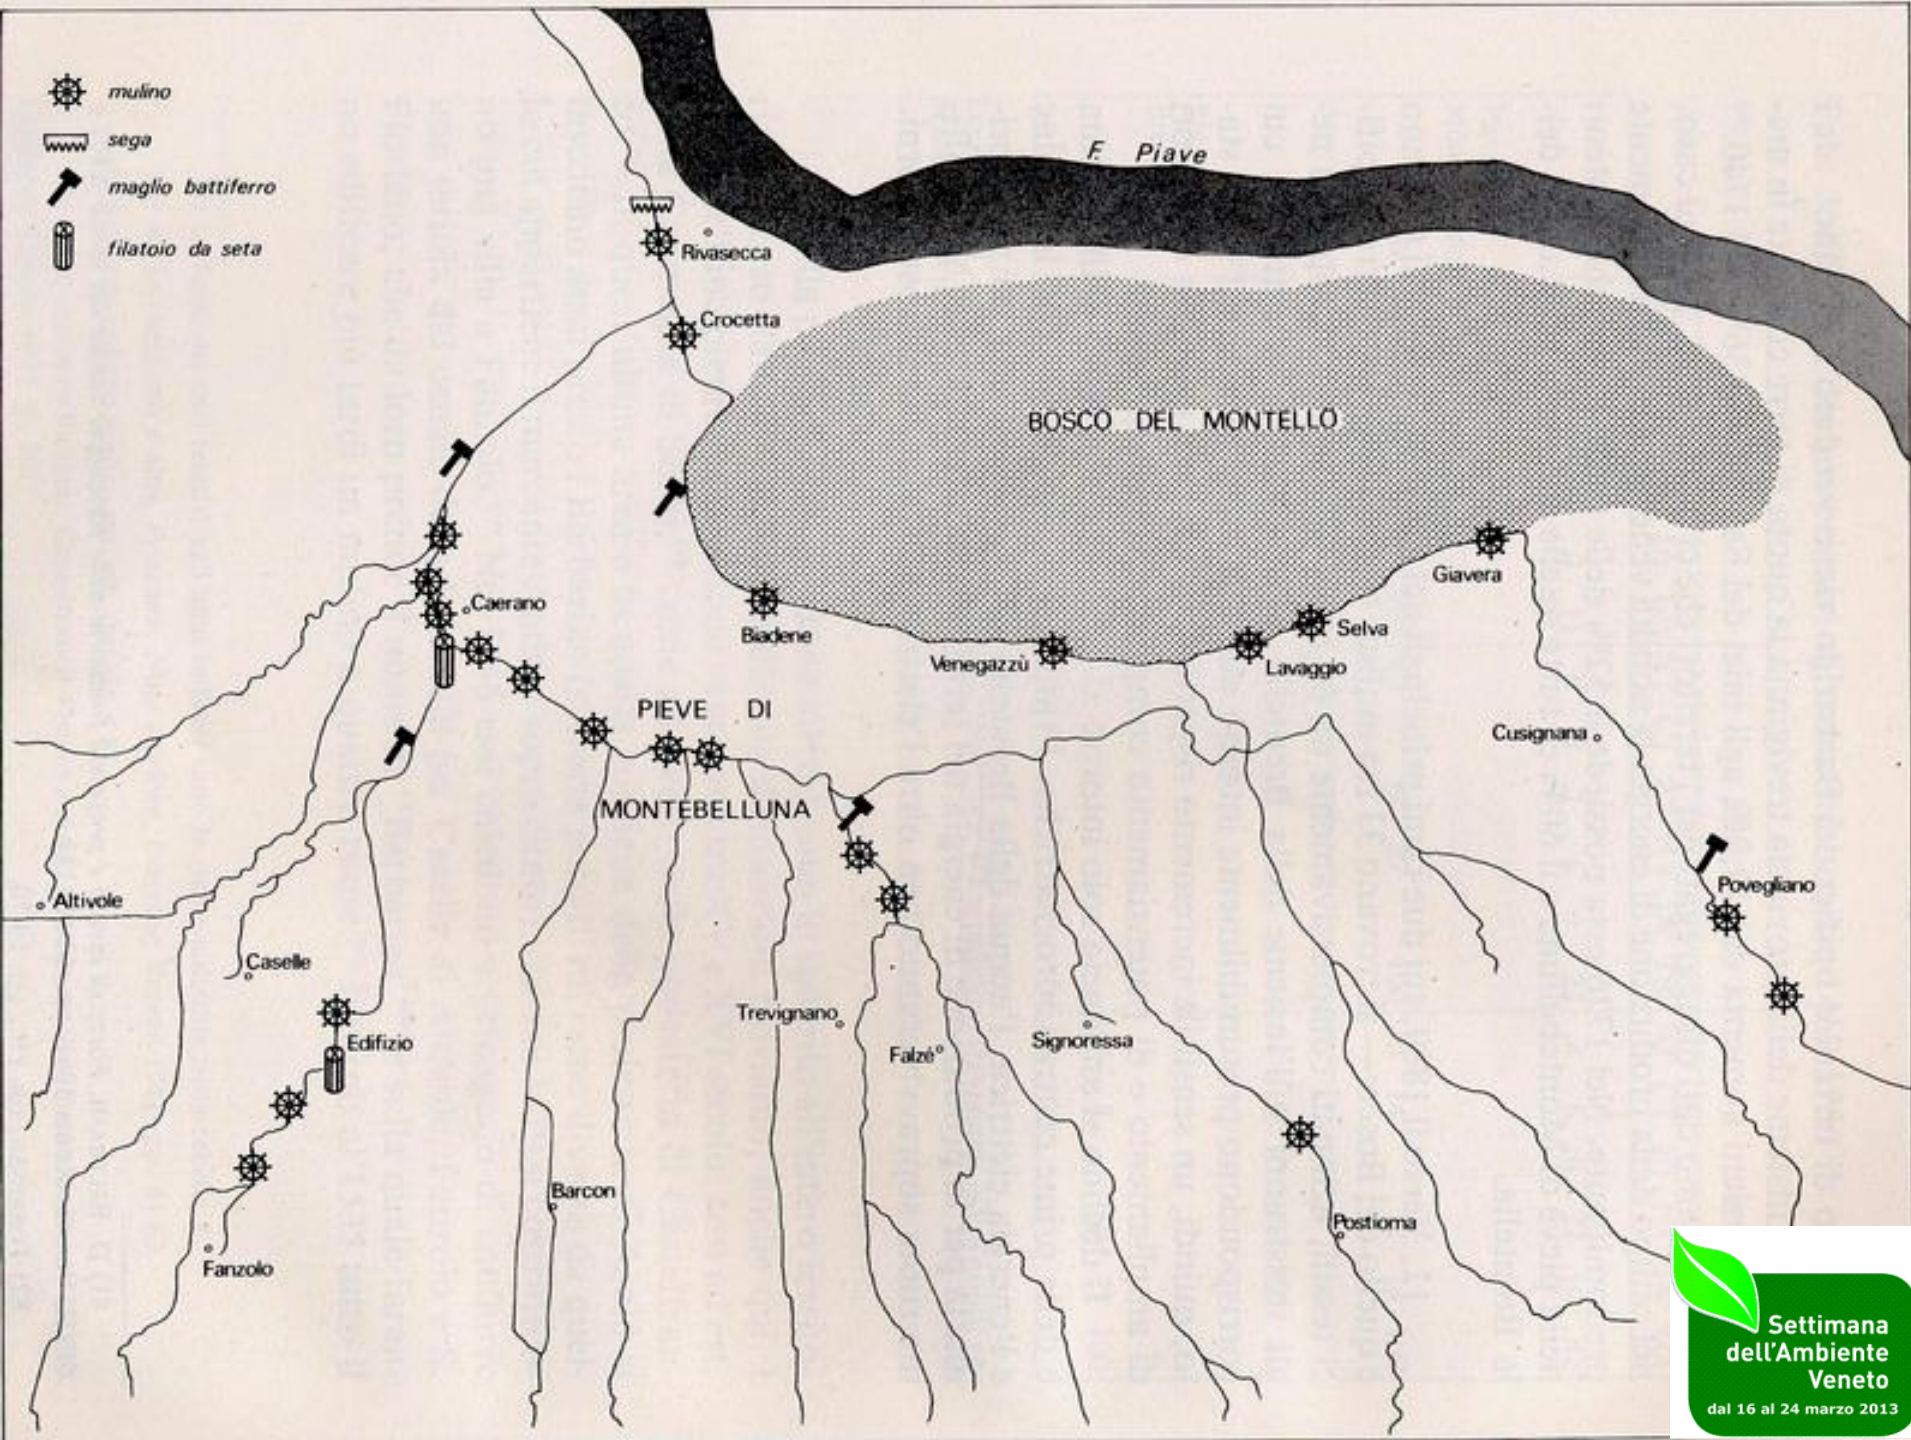 mulino
sega
maglio battiferro
filatoio da seta
F. Piave
Rivasecca
Crocetta
BOSCO DEL MONTELLO
Giavera
Caerano
Biadene
Selva
Venegazzù
Lavaggio
PIEVE DI
MONTEBELLUNA
Cusignana
Povegliano
Altivole
Caselle
Trevignano
Edifizio
Falzé
Signoressa
Barcon
Postioma
Fanzolo
Settimana
dell'Ambiente
Veneto
dal 16 al 24 marzo 2013